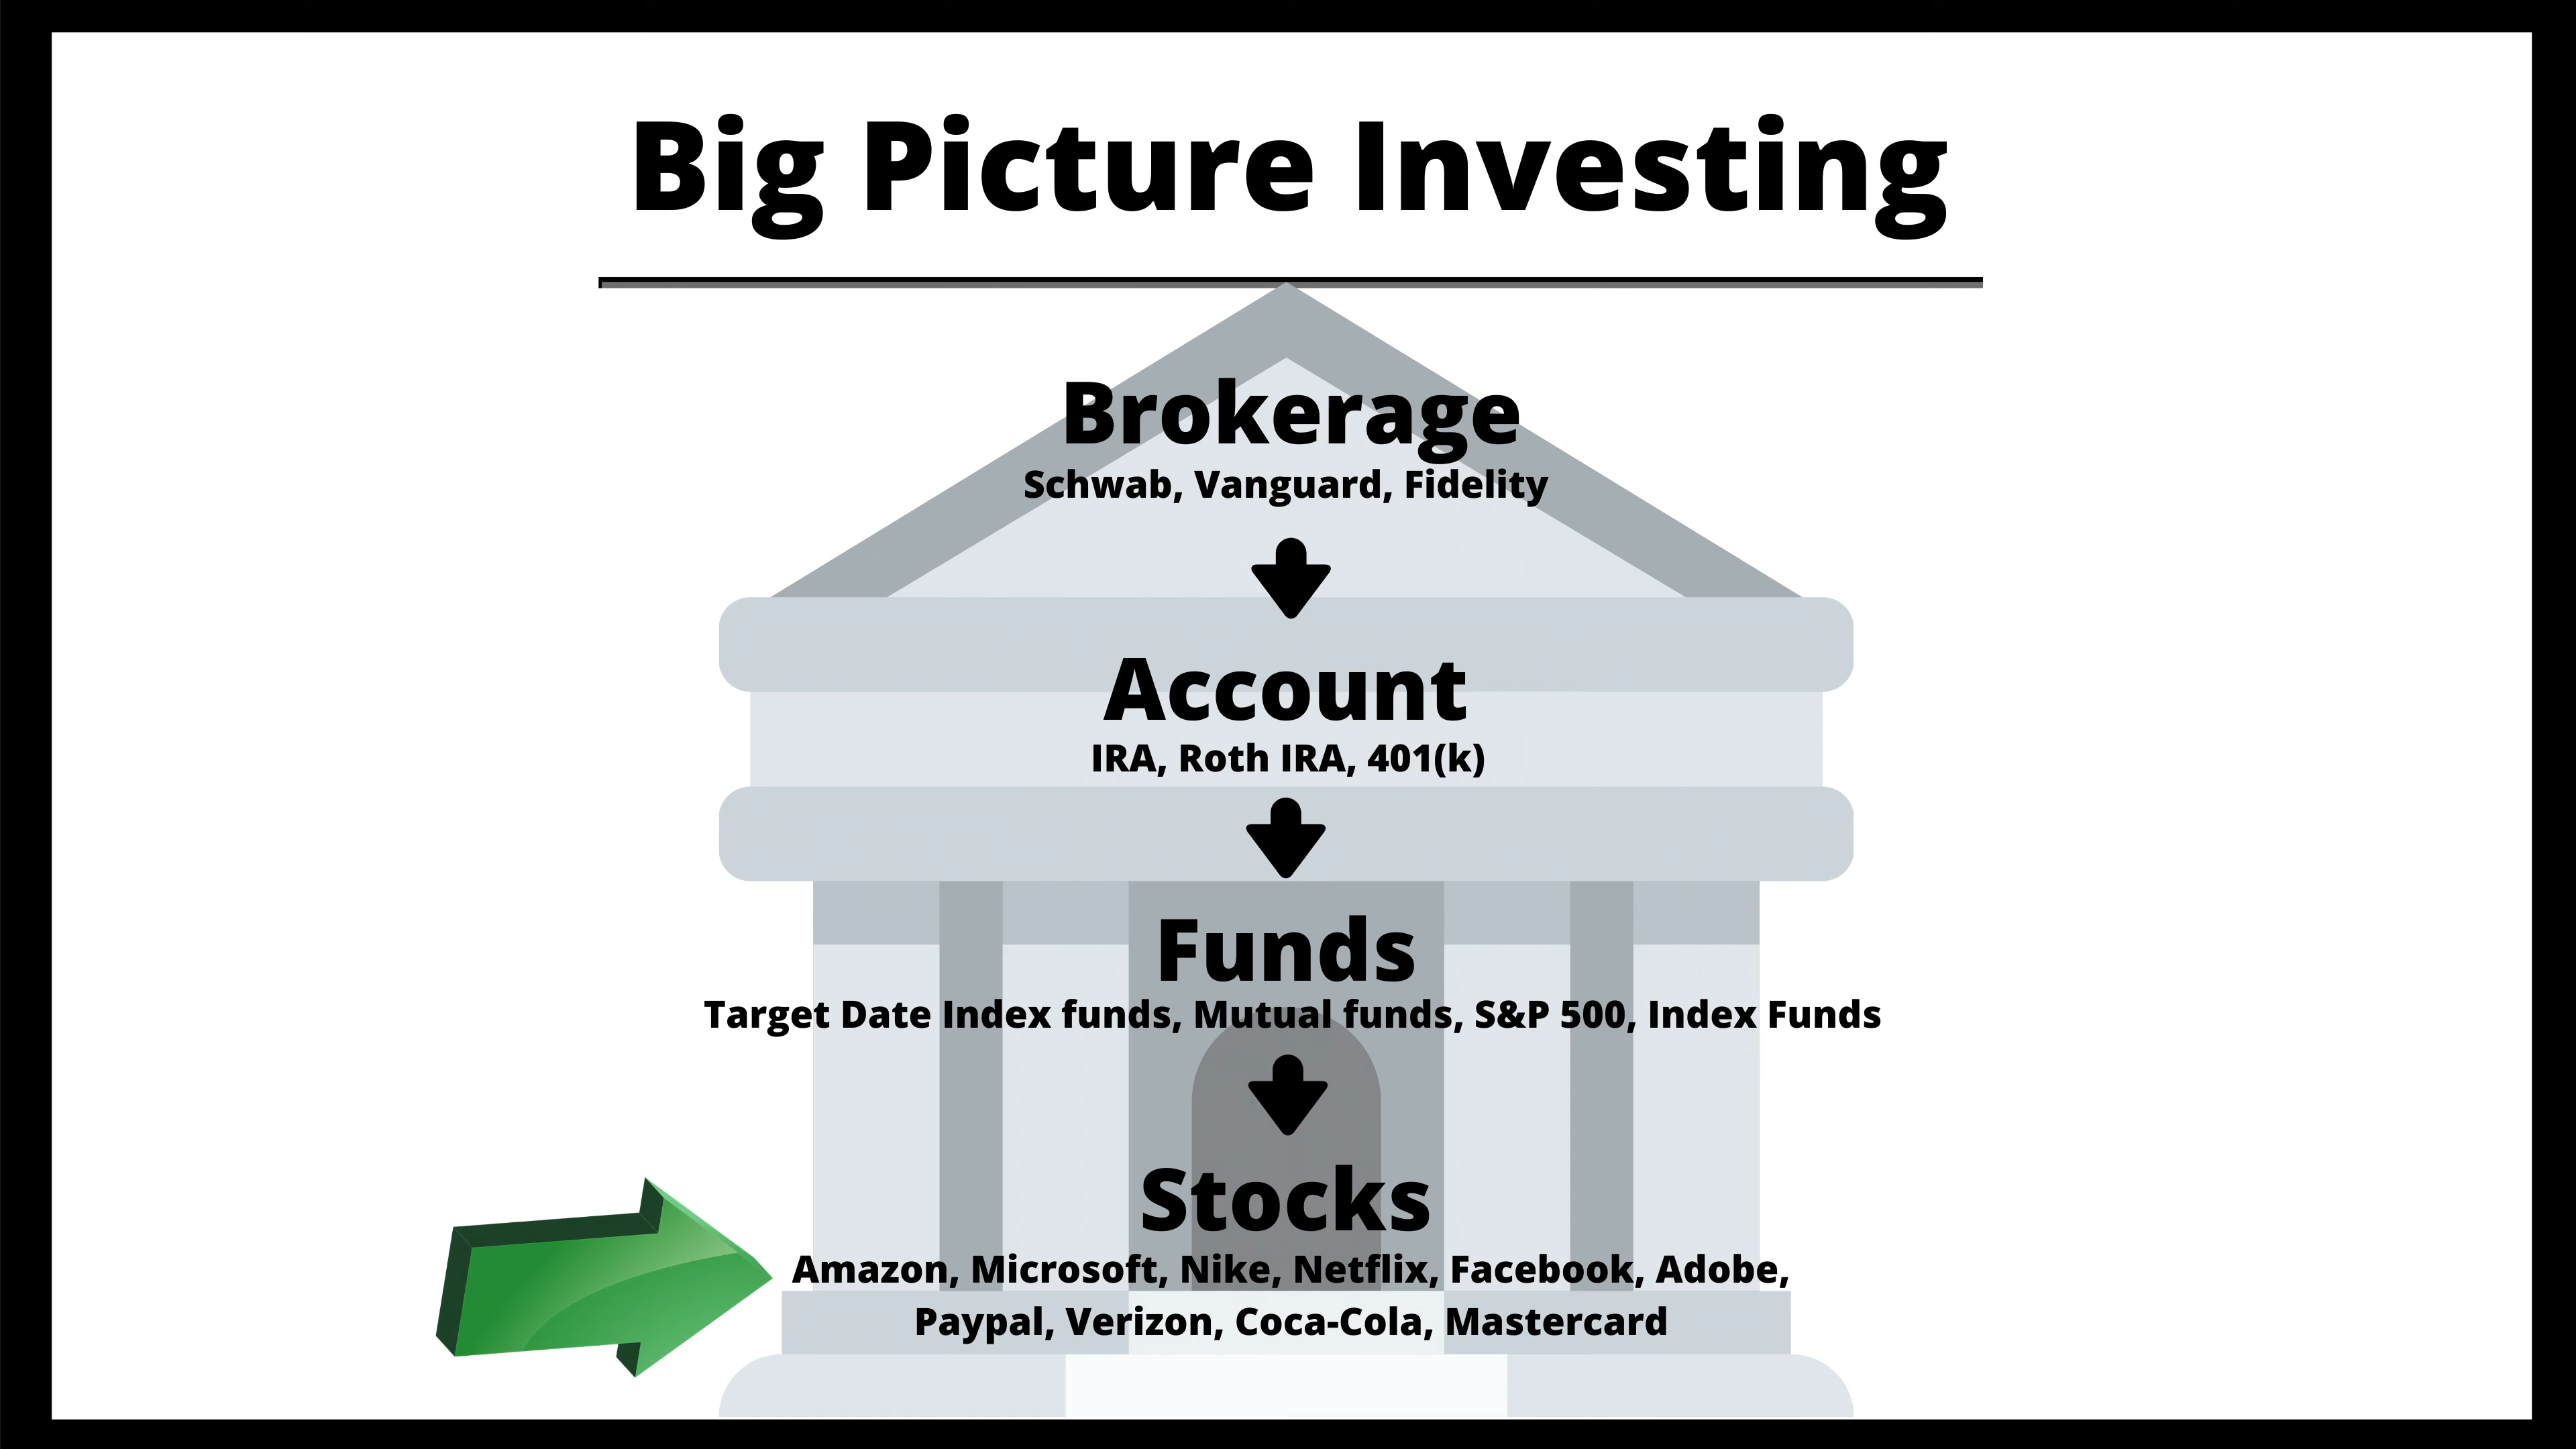 Big Picture Investing
Brokerage
Schwab, Vanguard, Fidelity
Account
IRA, Roth IRA, 401(k)
Funds
Target Date Index funds, Mutual funds, S&P 500, Index Funds
Stocks
Amazon, Microsoft, Nike, Netflix, Facebook, Adobe,
Paypal, Verizon, Coca-Cola, Mastercard